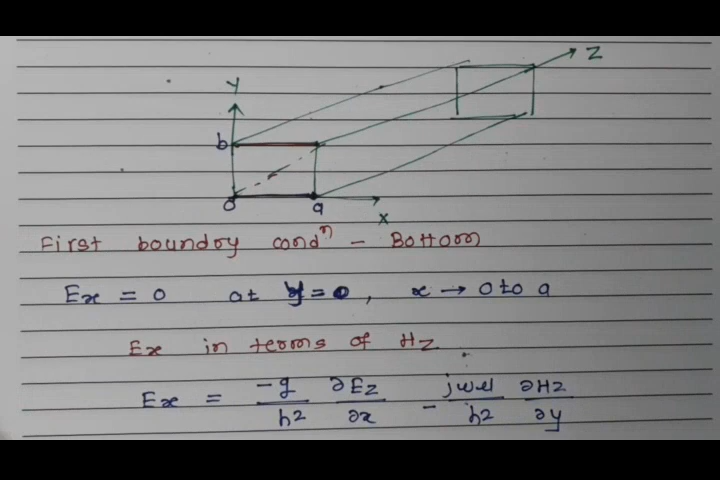 Z
Y
b
o a
X
First boundry condⁿ - Bottom
Ex = 0 at y = 0, x → 0 to a
Ex in terms of Hz
Ex = -g/h2 ∂Ez/∂x - jωμ/h2 ∂Hz/∂y